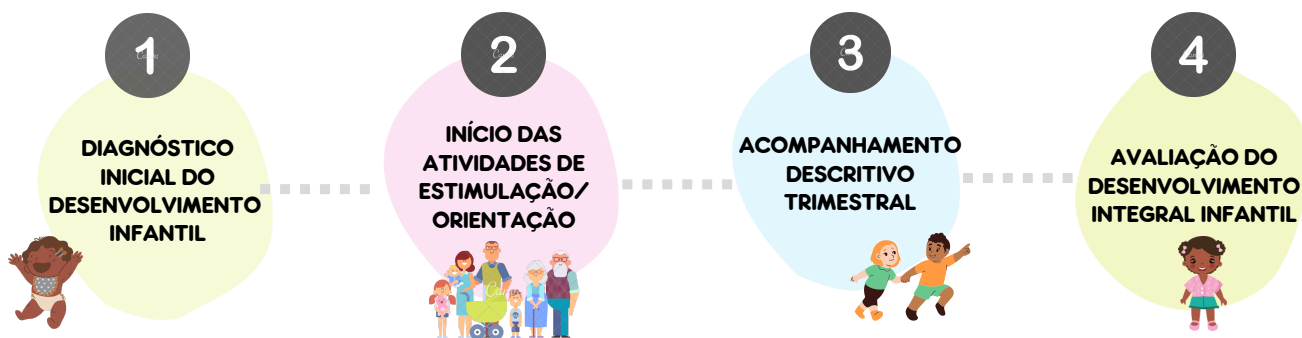 1
DIAGNÓSTICO
INICIAL DO
DESENVOLVIMENTO
INFANTIL
2
INÍCIO DAS
ATIVIDADES DE
ESTIMULAÇÃO/
ORIENTAÇÃO
3
ACOMPANHAMENTO
DESCRITIVO
TRIMESTRAL
4
AVALIAÇÃO DO
DESENVOLVIMENTO
INTEGRAL INFANTIL